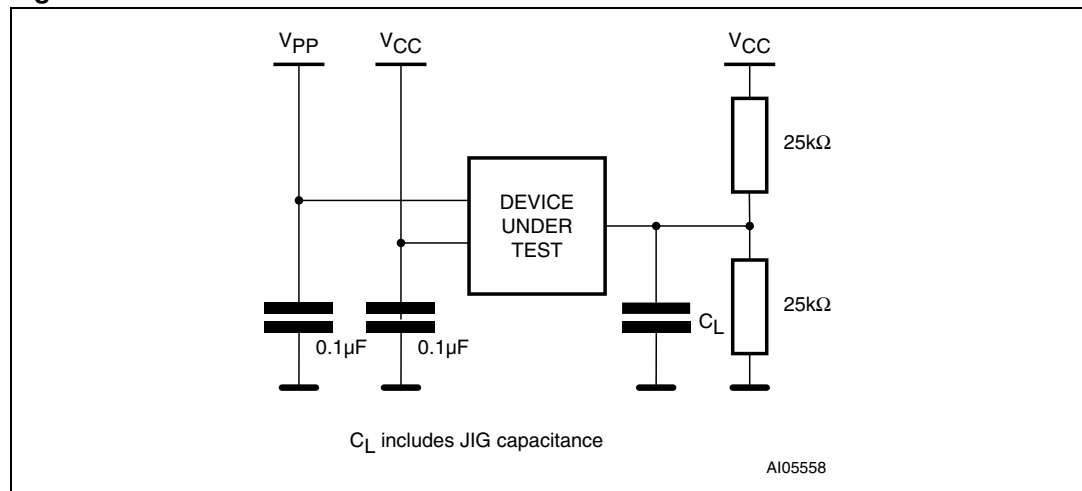 VPP
VCC
VCC
25kΩ
DEVICE
UNDER
TEST
25kΩ
CL
0.1µF
0.1µF
CL includes JIG capacitance
AI05558